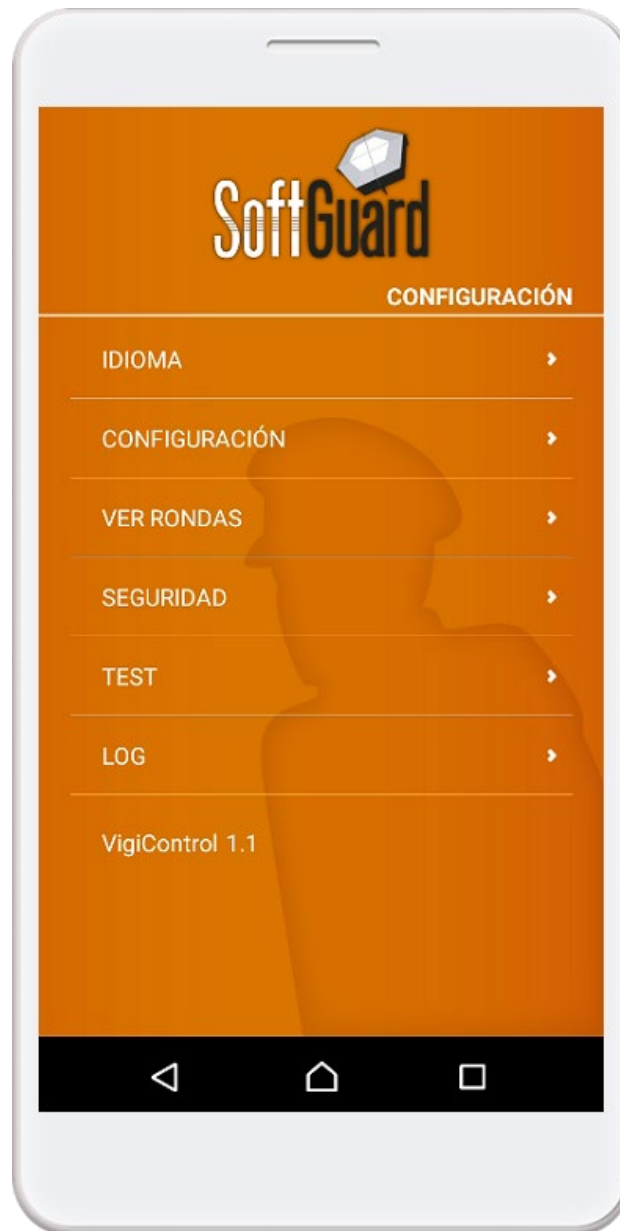 SoftGuard
CONFIGURACIÓN
IDIOMA
CONFIGURACIÓN
VER RONDAS
SEGURIDAD
TEST
LOG
VigiControl 1.1